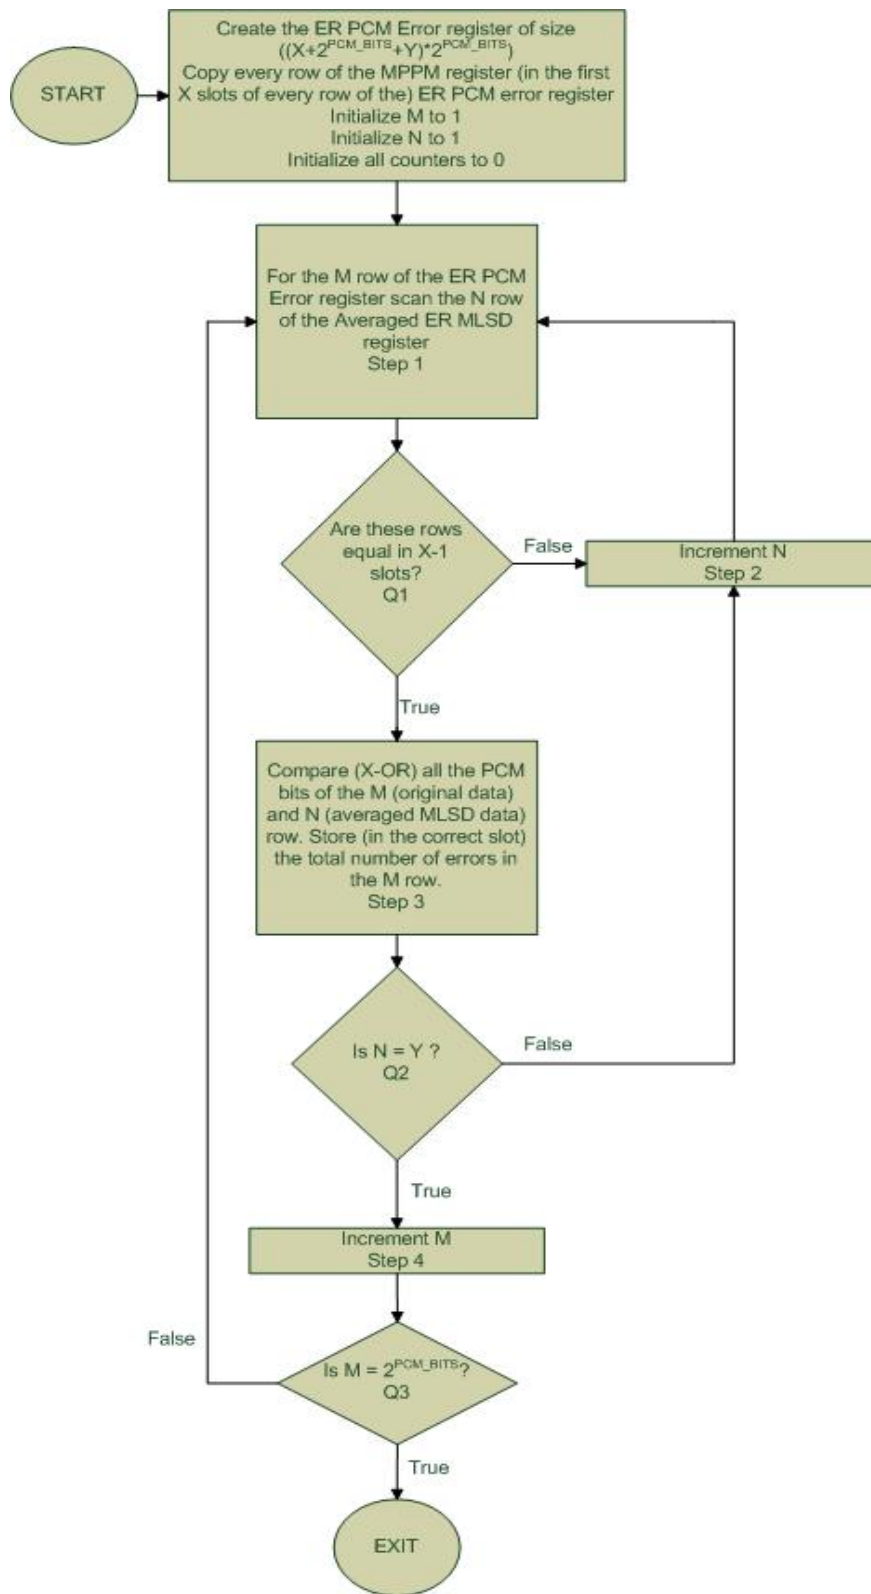 START
Create the ER PCM Error register of size
((X+2^PCM_BITS+Y)*2^PCM_BITS)
Copy every row of the MPPM register (in the first
X slots of every row of the) ER PCM error register
Initialize M to 1
Initialize N to 1
Initialize all counters to 0
For the M row of the ER PCM
Error register scan the N row
of the Averaged ER MLSD
register
Step 1
Are these rows
equal in X-1
slots?
Q1
False
Increment N
Step 2
True
Compare (X-OR) all the PCM
bits of the M (original data)
and N (averaged MLSD data)
row. Store (in the correct slot)
the total number of errors in
the M row.
Step 3
Is N = Y ?
Q2
False
True
Increment M
Step 4
False
Is M = 2^PCM_BITS?
Q3
True
EXIT